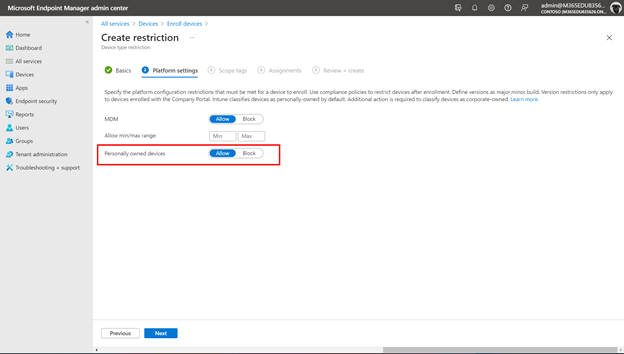 Microsoft Endpoint Manager admin center
admin@M365EDU8356...
CONTOSO (M365EDU835626.ON...
«
Home
Dashboard
All services
Devices
Apps
Endpoint security
Reports
Users
Groups
Tenant administration
Troubleshooting + support
All services > Devices > Enroll devices >
Create restriction ...
Device type restriction
Basics
2 Platform settings
3 Scope tags
4 Assignments
5 Review + create
Specify the platform configuration restrictions that must be met for a device to enroll. Use compliance policies to restrict devices after enrollment. Define versions as major.minor.build. Version restrictions only apply
to devices enrolled with the Company Portal. Intune classifies devices as personally-owned by default. Additional action is required to classify devices as corporate-owned. Learn more.
MDM Allow Block
Allow min/max range: Min Max
Personally owned devices Allow Block
Previous Next